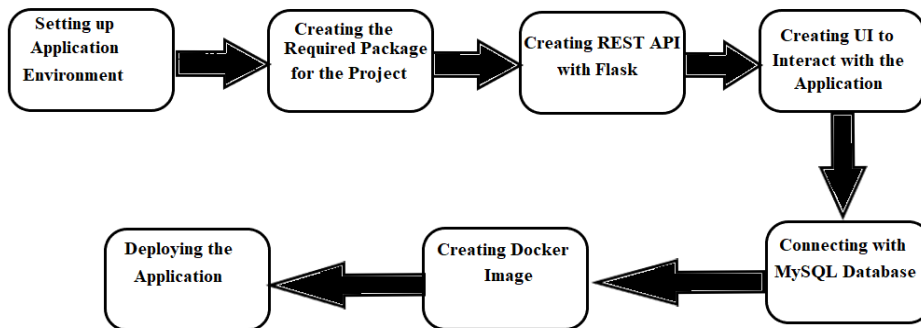 Setting up
Application
Environment
Creating the
Required Package
for the Project
Creating REST API
with Flask
Creating UI to
Interact with the
Application
Connecting with
MySQL Database
Creating Docker
Image
Deploying the
Application